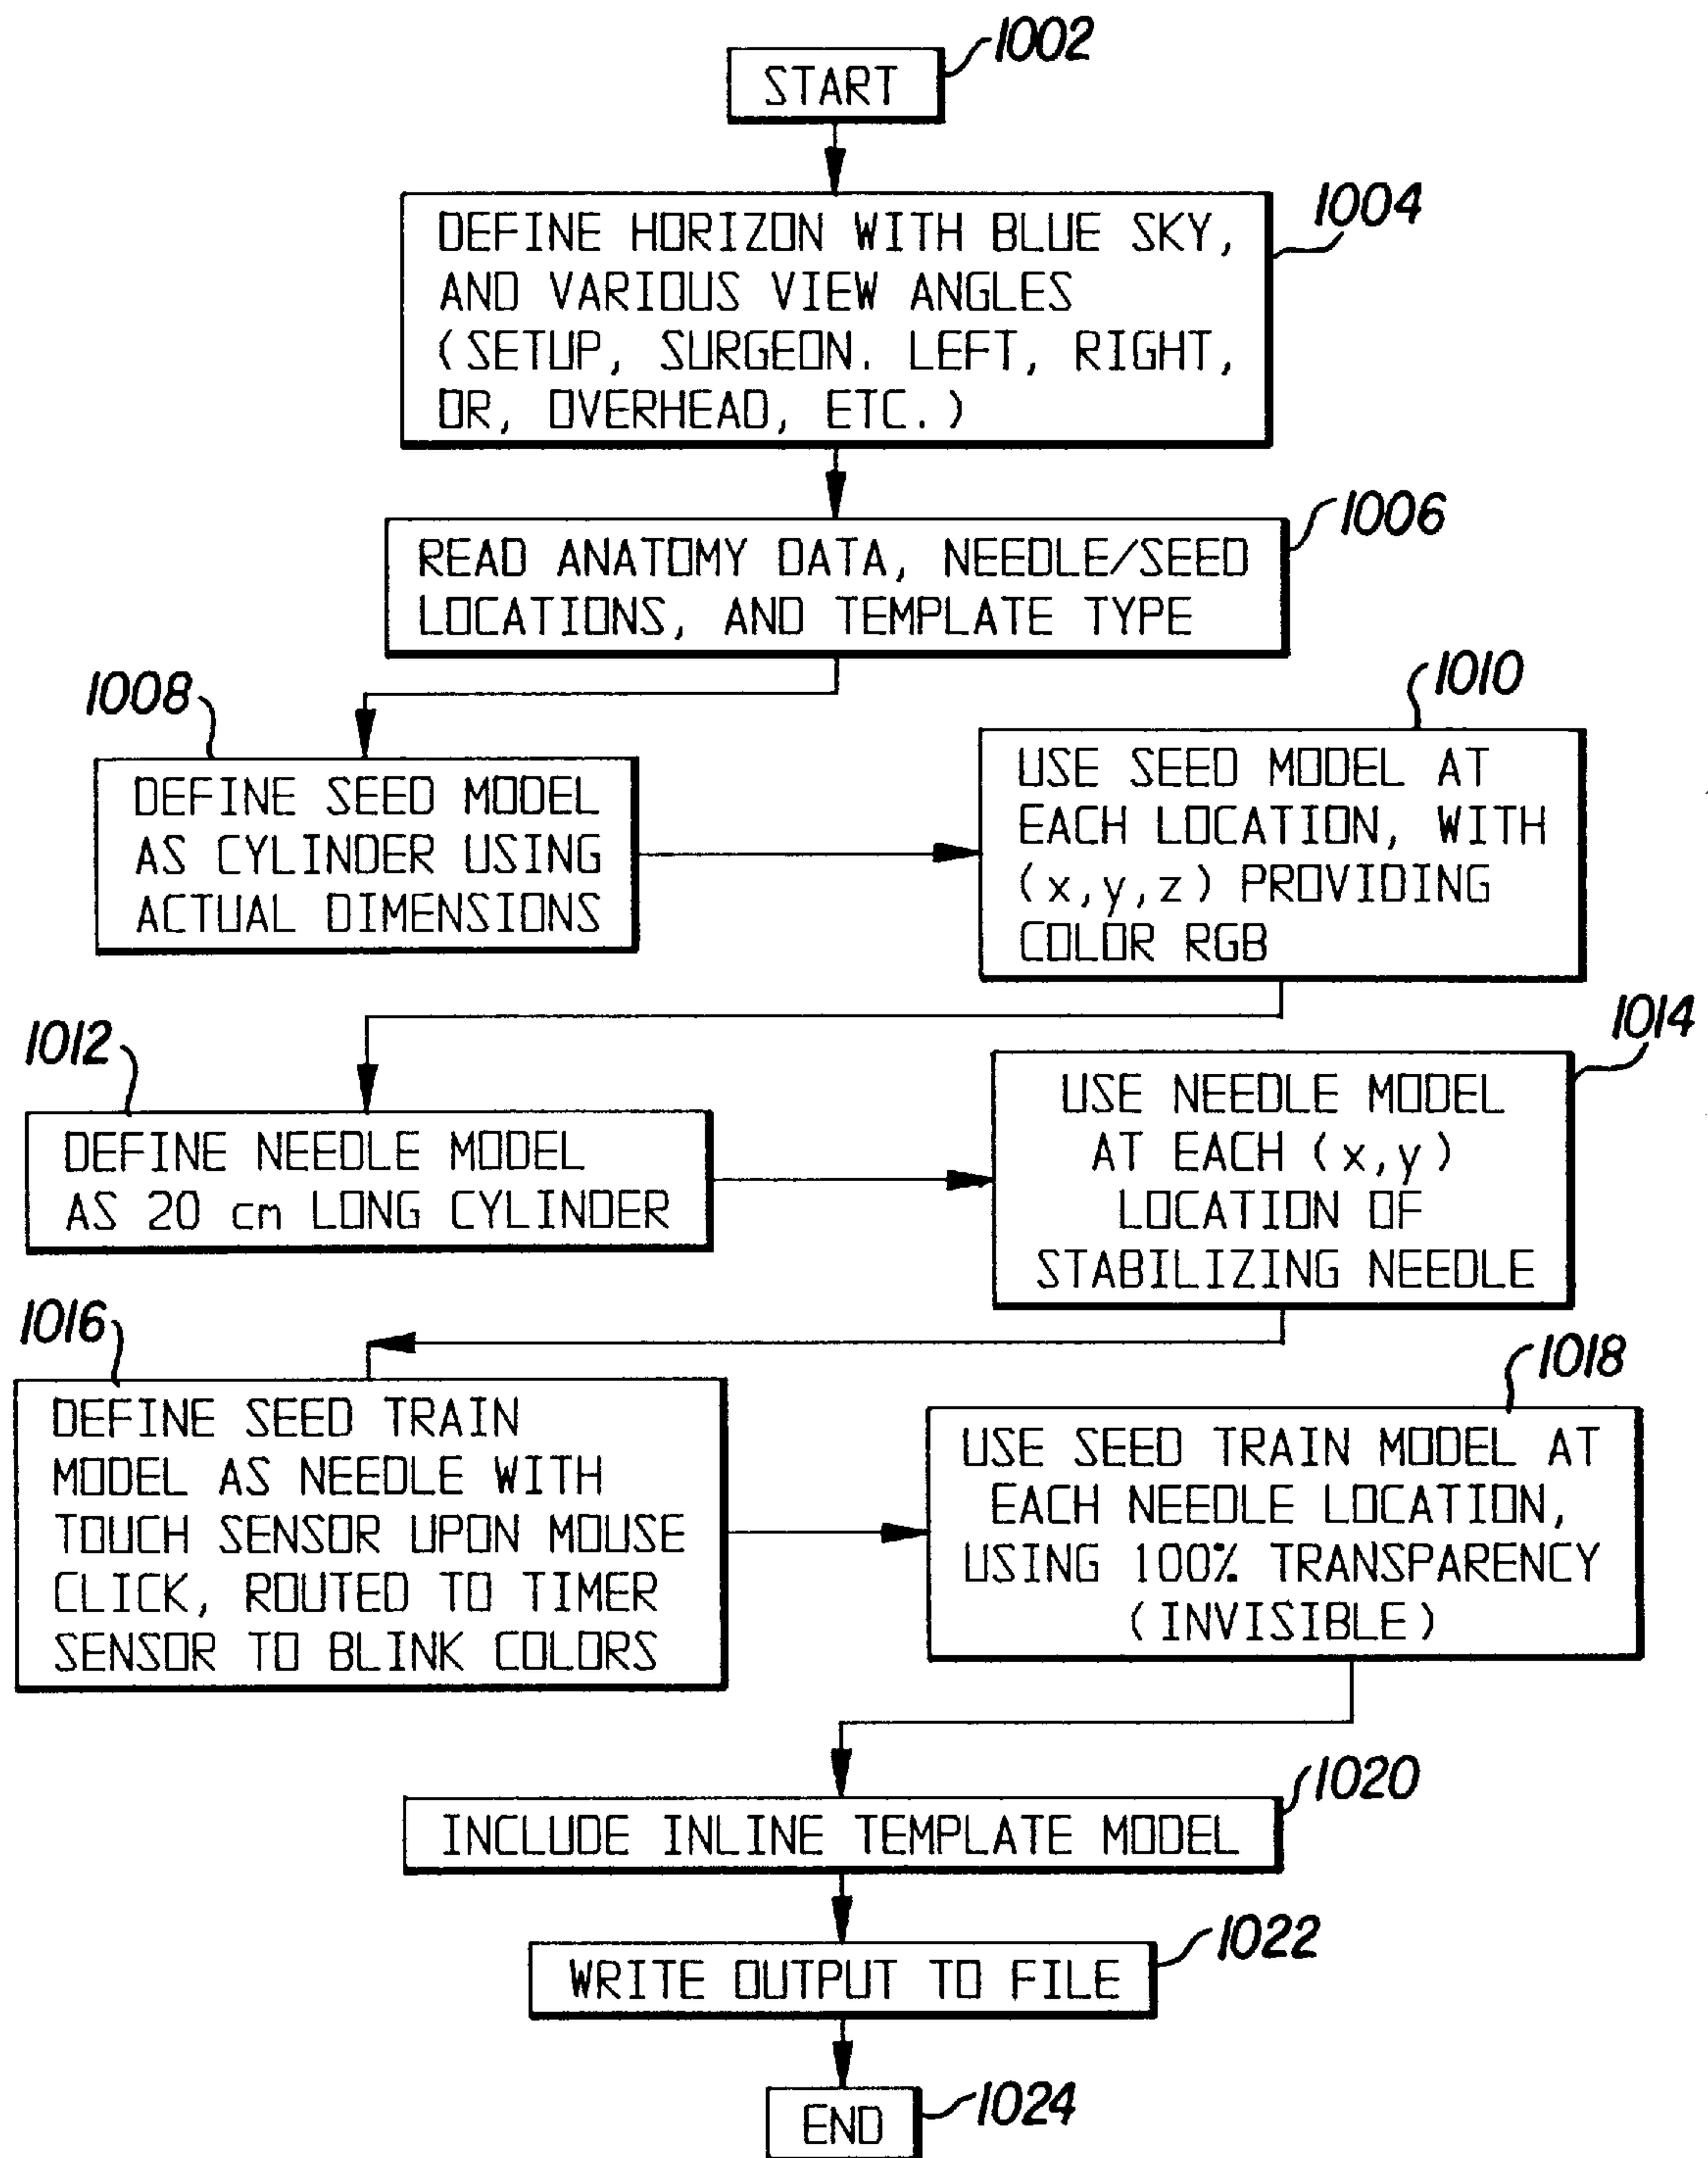 1002
START
1004
DEFINE HORIZON WITH BLUE SKY,
AND VARIOUS VIEW ANGLES
(SETUP, SURGEON. LEFT, RIGHT,
OR, OVERHEAD, ETC.)
1006
READ ANATOMY DATA, NEEDLE/SEED
LOCATIONS, AND TEMPLATE TYPE
1008
DEFINE SEED MODEL
AS CYLINDER USING
ACTUAL DIMENSIONS
1010
USE SEED MODEL AT
EACH LOCATION, WITH
(x,y,z) PROVIDING
COLOR RGB
1012
DEFINE NEEDLE MODEL
AS 20 cm LONG CYLINDER
1014
USE NEEDLE MODEL
AT EACH (x,y)
LOCATION OF
STABILIZING NEEDLE
1016
DEFINE SEED TRAIN
MODEL AS NEEDLE WITH
TOUCH SENSOR UPON MOUSE
CLICK, ROUTED TO TIMER
SENSOR TO BLINK COLORS
1018
USE SEED TRAIN MODEL AT
EACH NEEDLE LOCATION,
USING 100% TRANSPARENCY
(INVISIBLE)
1020
INCLUDE INLINE TEMPLATE MODEL
1022
WRITE OUTPUT TO FILE
1024
END